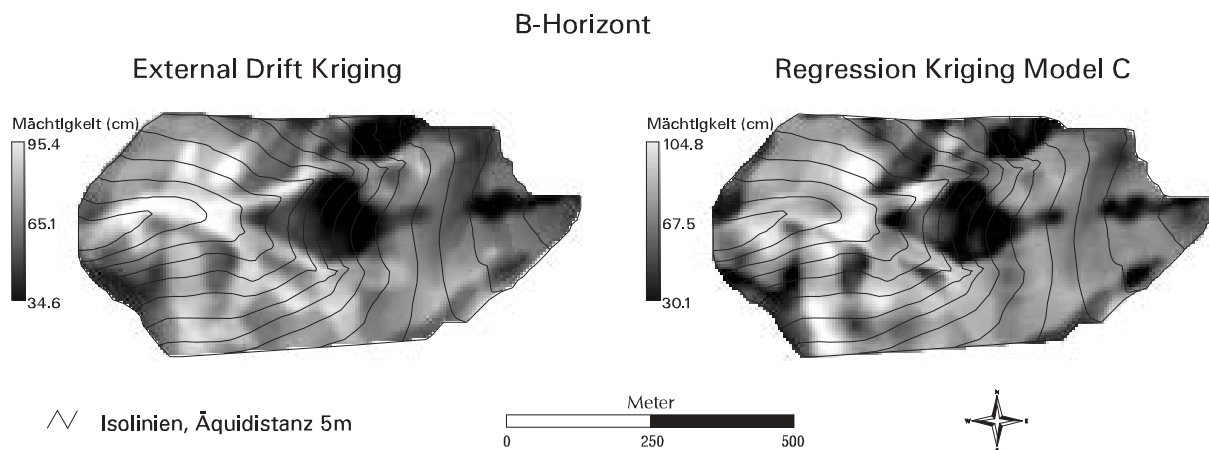 B-Horizont
External Drift Kriging
Regression Kriging Model C
Mächtigkeit (cm)
95.4
65.1
34.6
Mächtigkeit (cm)
104.8
67.5
30.1
Isolinien, Äquidistanz 5m
Meter
0 250 500
N
W E
S